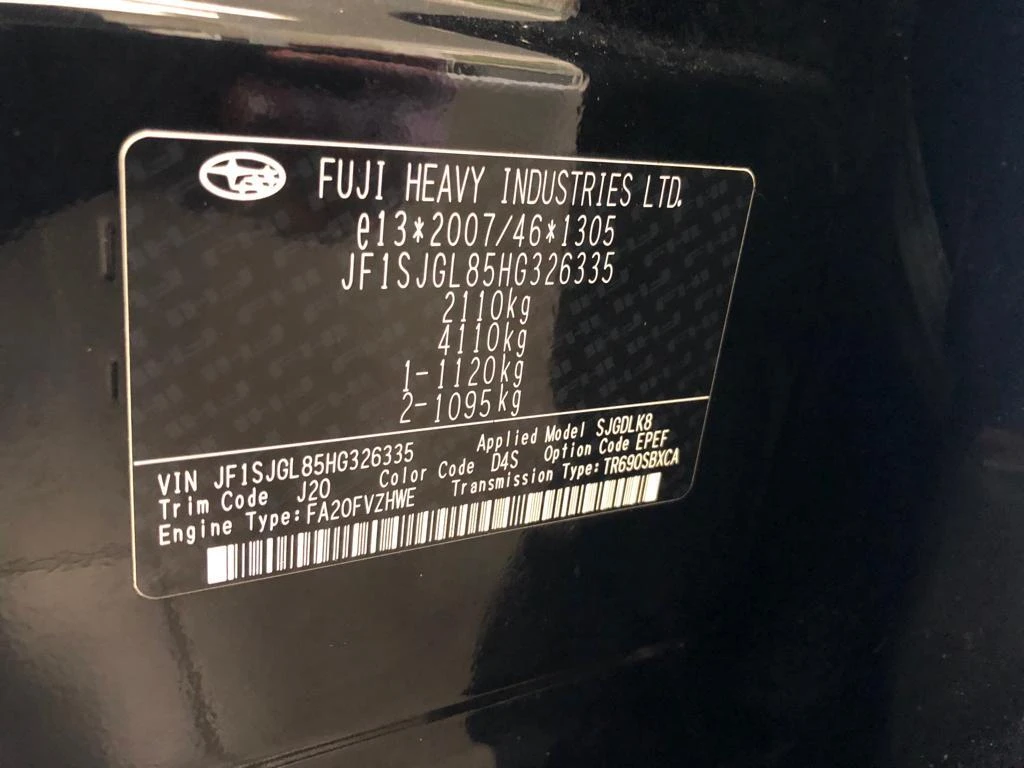 FUJI HEAVY INDUSTRIES LTD.
e13*2007/46*1305
JF1SJGL85HG326335
2110kg
4110kg
1-1120kg
2-1095kg
VIN JF1SJGL85HG326335 Applied Model SJGDLK8
Trim Code J20 Color Code D4S Option Code EPEF
Engine Type:FA20FVZHWE Transmission Type:TR690SBXCA